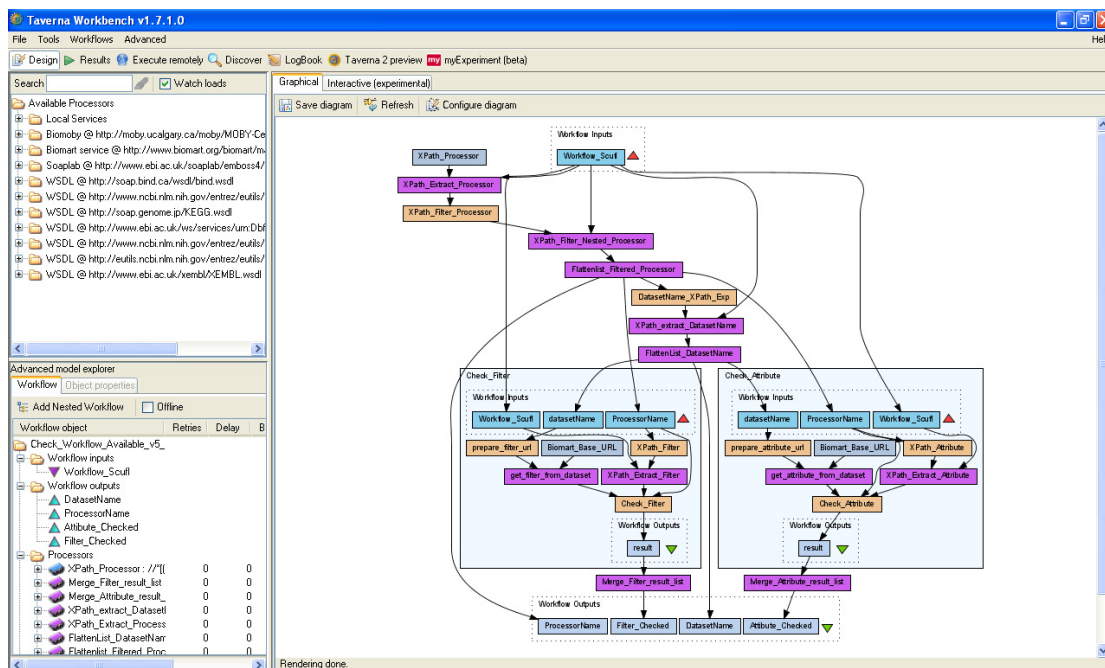 Taverna Workbench v1.7.1.0
File Tools Workflows Advanced Hel
Design Results Execute remotely Discover LogBook Taverna 2 preview my myExperiment (beta)
Search Watch loads
Available Processors
Local Services
Biomoby @ http://moby.ucalgary.ca/moby/MOBY-Ce
Biomart service @ http://www.biomart.org/biomart/m
Soaplab @ http://www.ebi.ac.uk/soaplab/emboss4/
WSDL @ http://soap.bind.ca/wsdl/bind.wsdl
WSDL @ http://www.ncbi.nlm.nih.gov/entrez/eutils/
WSDL @ http://soap.genome.jp/KEGG.wsdl
WSDL @ http://www.ebi.ac.uk/ws/services/urn:Dbf
WSDL @ http://www.ncbi.nlm.nih.gov/entrez/eutils/
WSDL @ http://eutils.ncbi.nlm.nih.gov/entrez/eutils/
WSDL @ http://www.ebi.ac.uk/xembl/XEMBL.wsdl
Advanced model explorer
Workflow Object properties
Add Nested Workflow Offline
Workflow object Retries Delay B
Check_Workflow_Available_v5_
Workflow inputs
Workflow_Scufl
Workflow outputs
DatasetName
ProcessorName
Attibute_Checked
Filter_Checked
Processors
XPath_Processor : //*[( 0 0
Merge_Filter_result_list 0 0
Merge_Attribute_result_ 0 0
XPath_extract_Datasetl 0 0
XPath_Extract_Process 0 0
FlattenList_DatasetNam 0 0
Flattenlist_Filtered_Proc 0 0
Graphical Interactive (experimental)
Save diagram Refresh Configure diagram
Workflow Inputs
XPath_Processor Workflow_Scufl
XPath_Extract_Processor
XPath_Filter_Processor
XPath_Filter_Nested_Processor
Flattenlist_Filtered_Processor
DatasetName_XPath_Exp
XPath_extract_DatasetName
FlattenList_DatasetName
Check_Filter
Workflow Inputs
Workflow_Scufl datasetName ProcessorName
prepare_filter_url Biomart_Base_URL XPath_Filter
get_filter_from_dataset XPath_Extract_Filter
Check_Filter
Workflow Outputs
result
Check_Attribute
Workflow Inputs
datasetName ProcessorName Workflow_Scufl
prepare_attribute_url Biomart_Base_URL XPath_Attribute
get_attribute_from_dataset XPath_Extract_Attribute
Check_Attribute
Workflow Outputs
result
Merge_Filter_result_list Merge_Attribute_result_list
Workflow Outputs
ProcessorName Filter_Checked DatasetName Attibute_Checked
Rendering done.